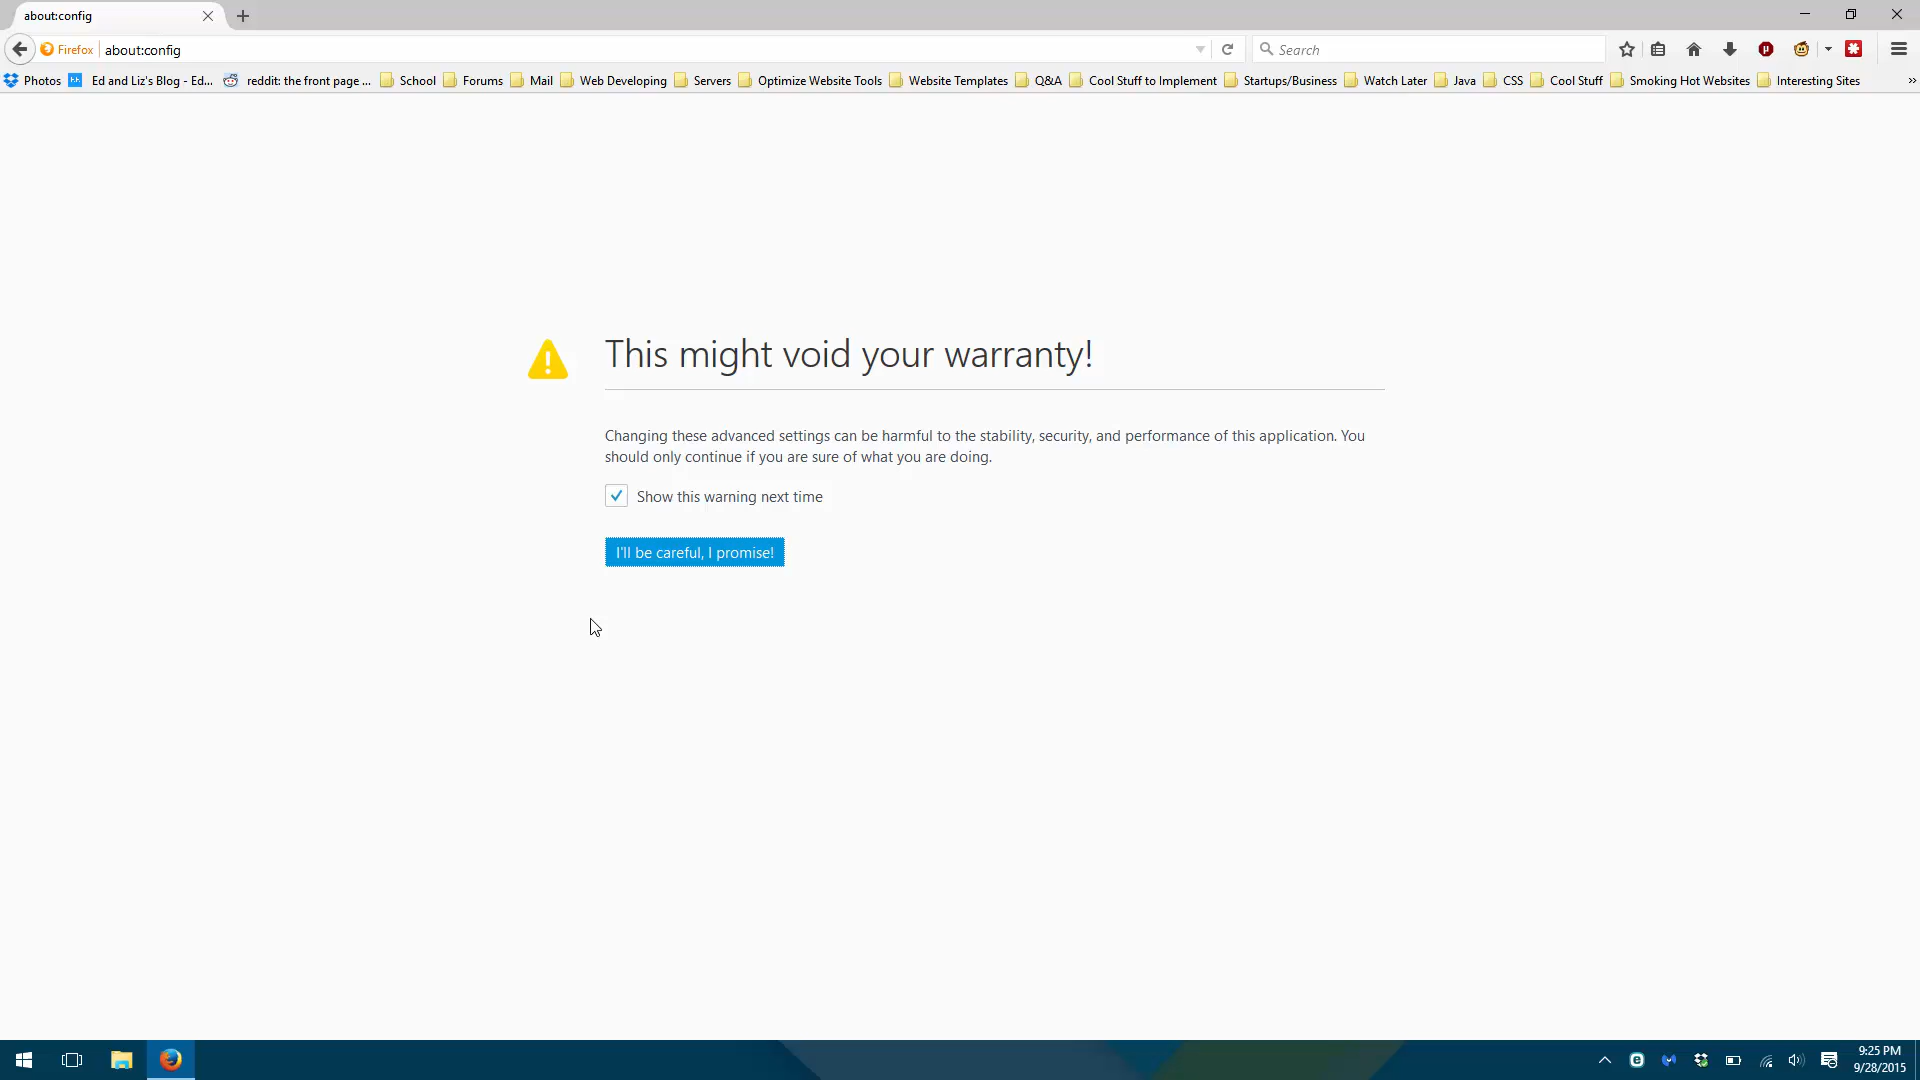 about:config
Firefox about:config Search
Photos Ed and Liz's Blog - Ed... reddit: the front page ... School Forums Mail Web Developing Servers Optimize Website Tools Website Templates Q&A Cool Stuff to Implement Startups/Business Watch Later Java CSS Cool Stuff Smoking Hot Websites Interesting Sites »
This might void your warranty!
Changing these advanced settings can be harmful to the stability, security, and performance of this application. You
should only continue if you are sure of what you are doing.
Show this warning next time
I'll be careful, I promise!
9:25 PM
9/28/2015